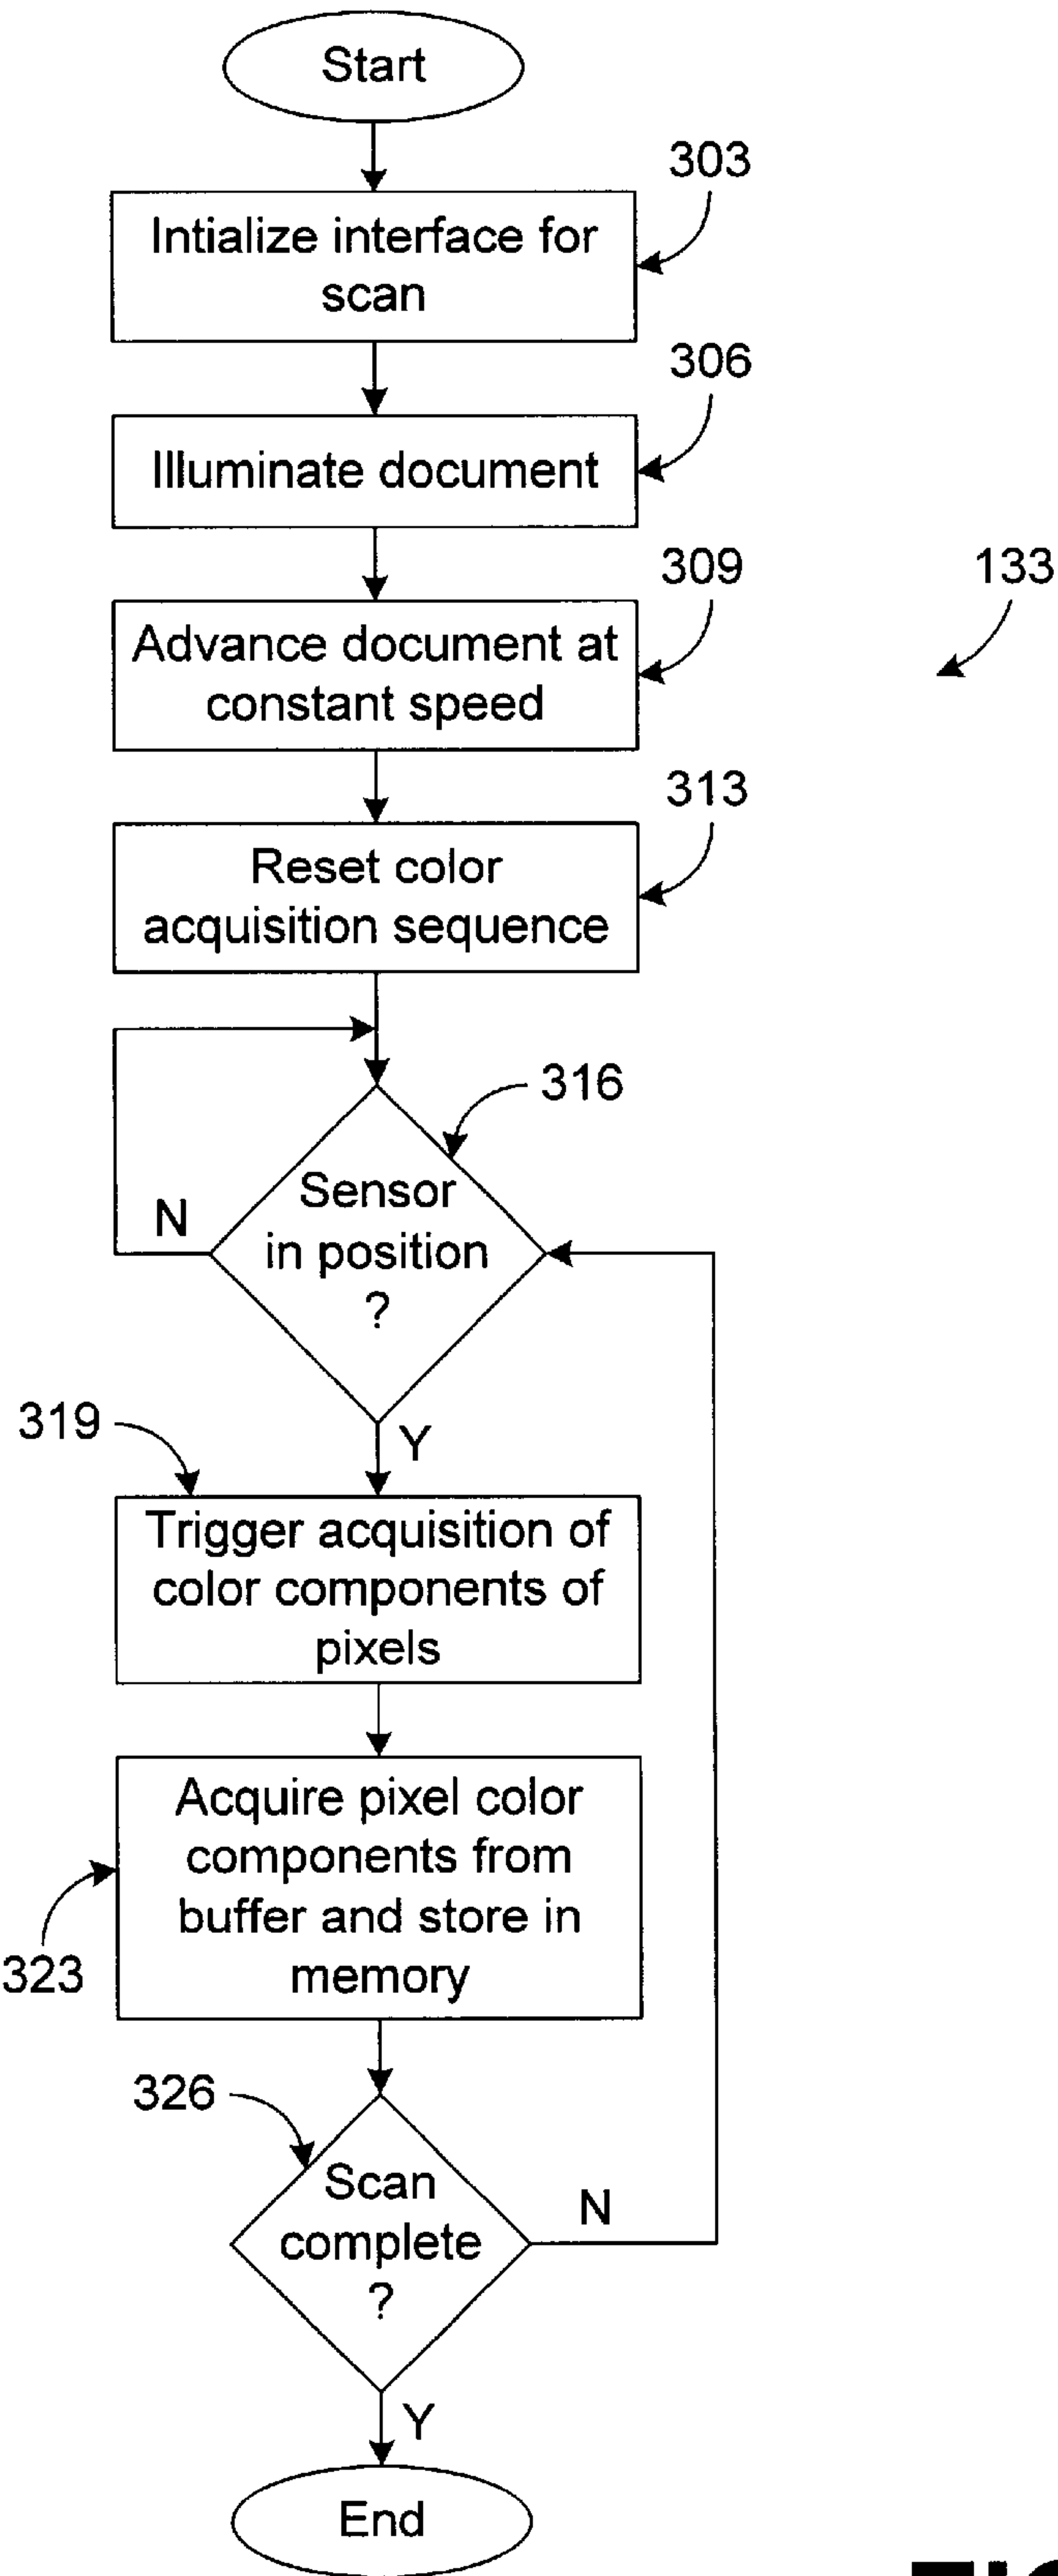 Start
303
Intialize interface for
scan
306
Illuminate document
309
133
Advance document at
constant speed
313
Reset color
acquisition sequence
316
Sensor
in position
?
N
319
Y
Trigger acquisition of
color components of
pixels
Acquire pixel color
components from
buffer and store in
memory
323
326
Scan
complete
?
N
Y
End